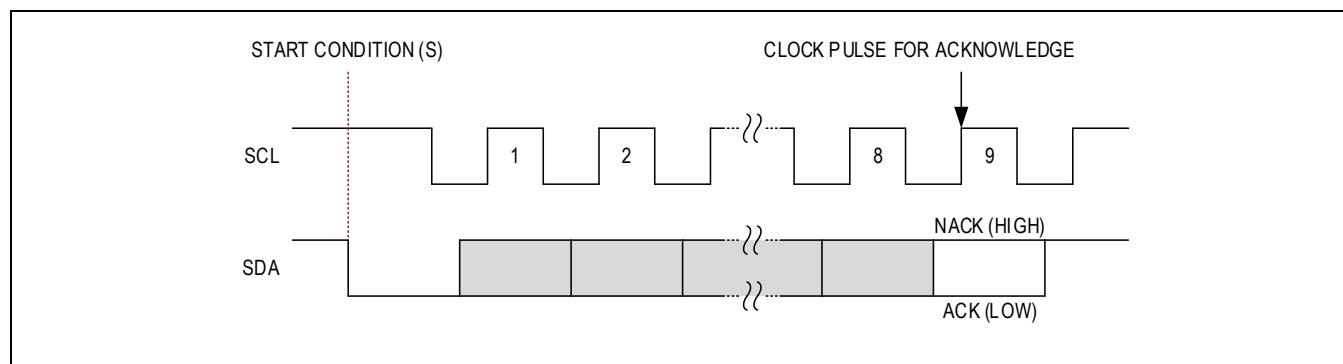 START CONDITION (S)
CLOCK PULSE FOR ACKNOWLEDGE
SCL
1
2
8
9
NACK (HIGH)
SDA
ACK (LOW)